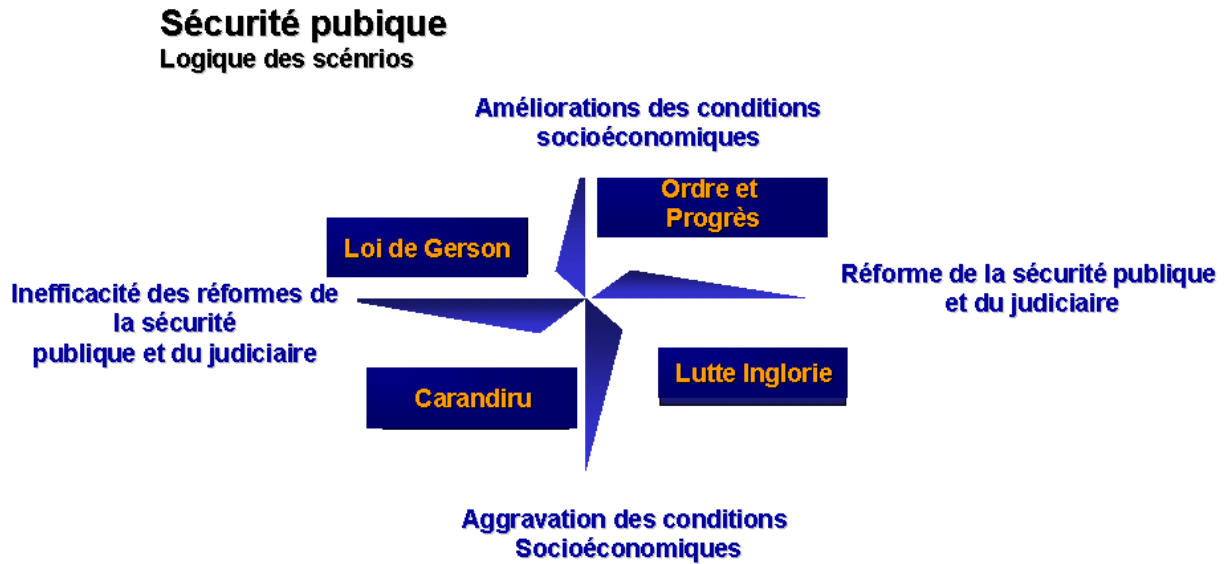 Sécurité pubique
Logique des scénrios
Améliorations des conditions
socioéconomiques
Ordre et
Progrès
Loi de Gerson
Réforme de la sécurité publique
et du judiciaire
Inefficacité des réformes de
la sécurité
publique et du judiciaire
Lutte Inglorie
Carandiru
Aggravation des conditions
Socioéconomiques